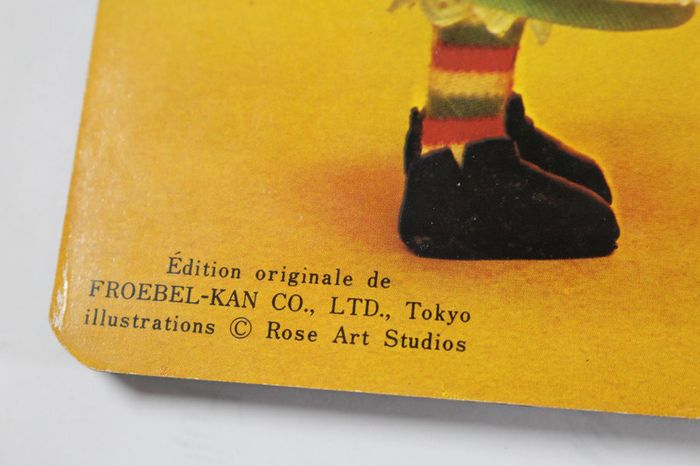 Édition originale de
FROEBEL-KAN CO., LTD., Tokyo
illustrations © Rose Art Studios